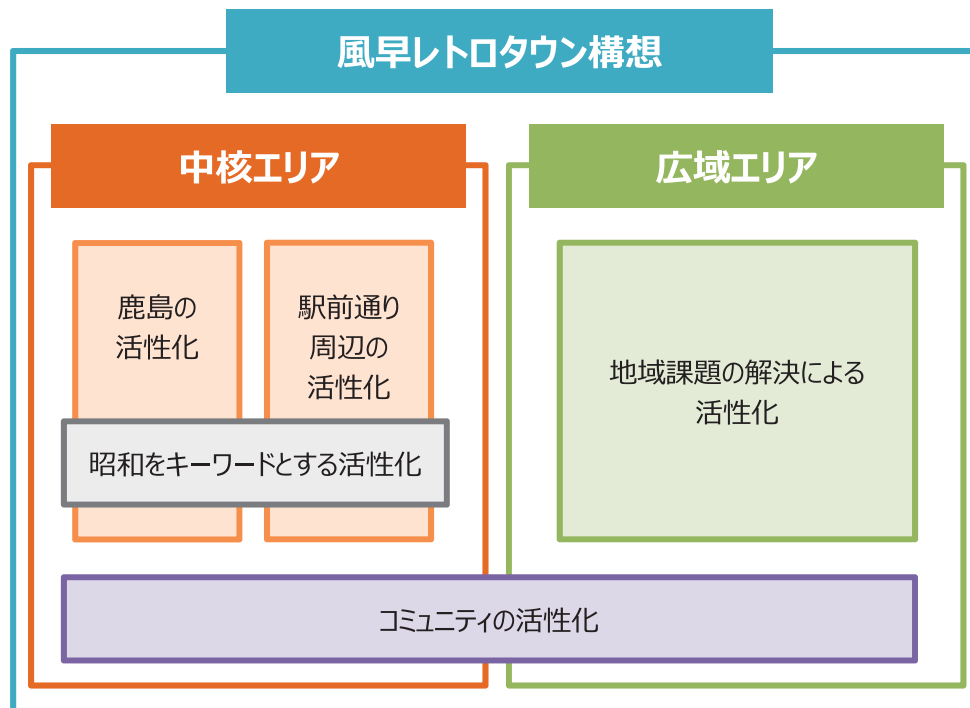 風早レトロタウン構想
中核エリア
鹿島の
活性化
駅前通り
周辺の
活性化
昭和をキーワードとする活性化
広域エリア
地域課題の解決による
活性化
コミュニティの活性化